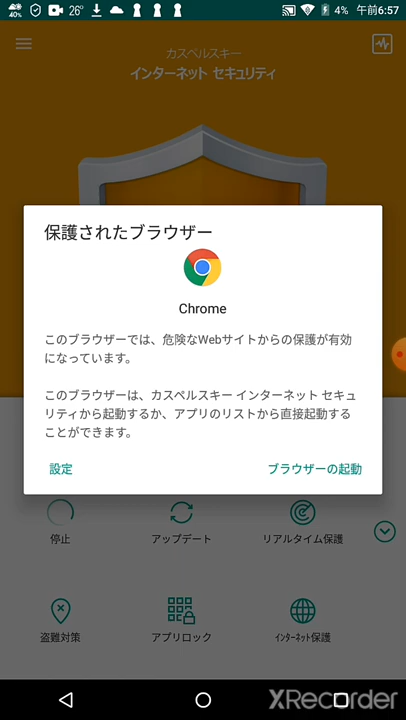 40%
26°
4%
午前6:57
カスペルスキー
インターネット セキュリティ
保護されたブラウザー
Chrome
このブラウザーでは、危険なWebサイトからの保護が有効
になっています。
このブラウザーは、カスペルスキー インターネット セキュ
リティから起動するか、アプリのリストから直接起動する
ことができます。
設定
ブラウザーの起動
停止
アップデート
リアルタイム保護
盗難対策
アプリロック
インターネット保護
XRecorder